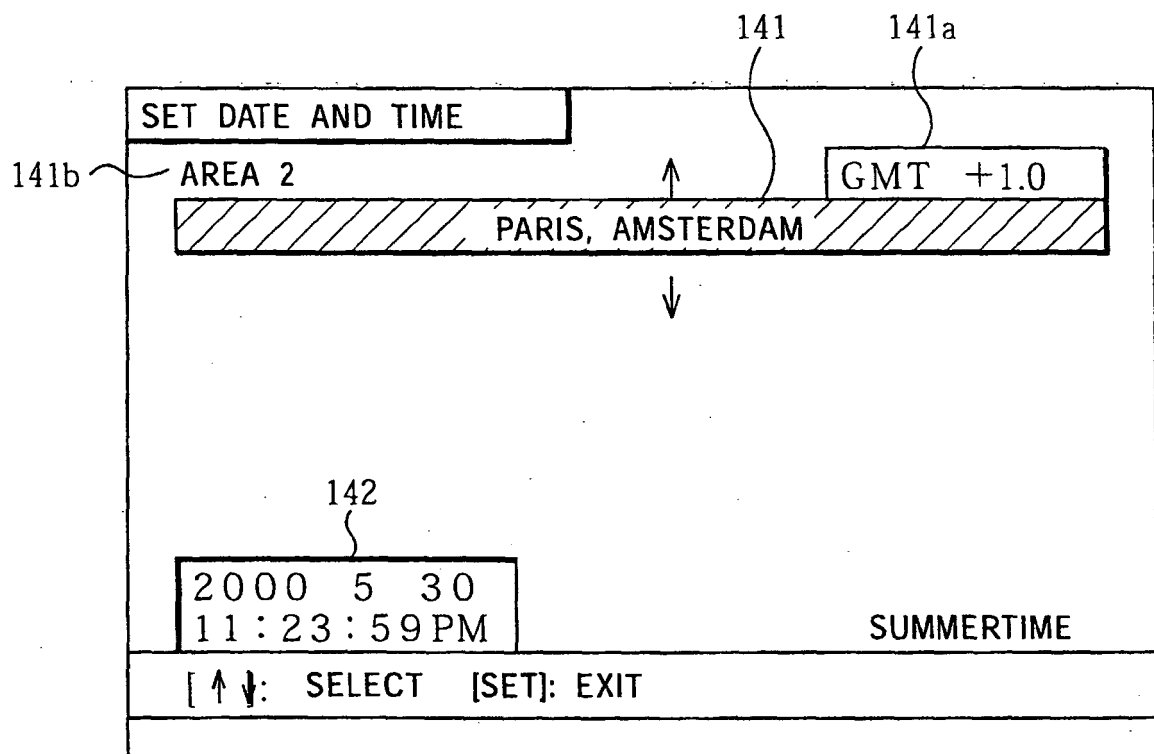 141 141a
SET DATE AND TIME
141b AREA 2 ↑ GMT +1.0
PARIS, AMSTERDAM
↓
142
2000 5 30
11:23:59PM
SUMMERTIME
[↑↓]: SELECT [SET]: EXIT